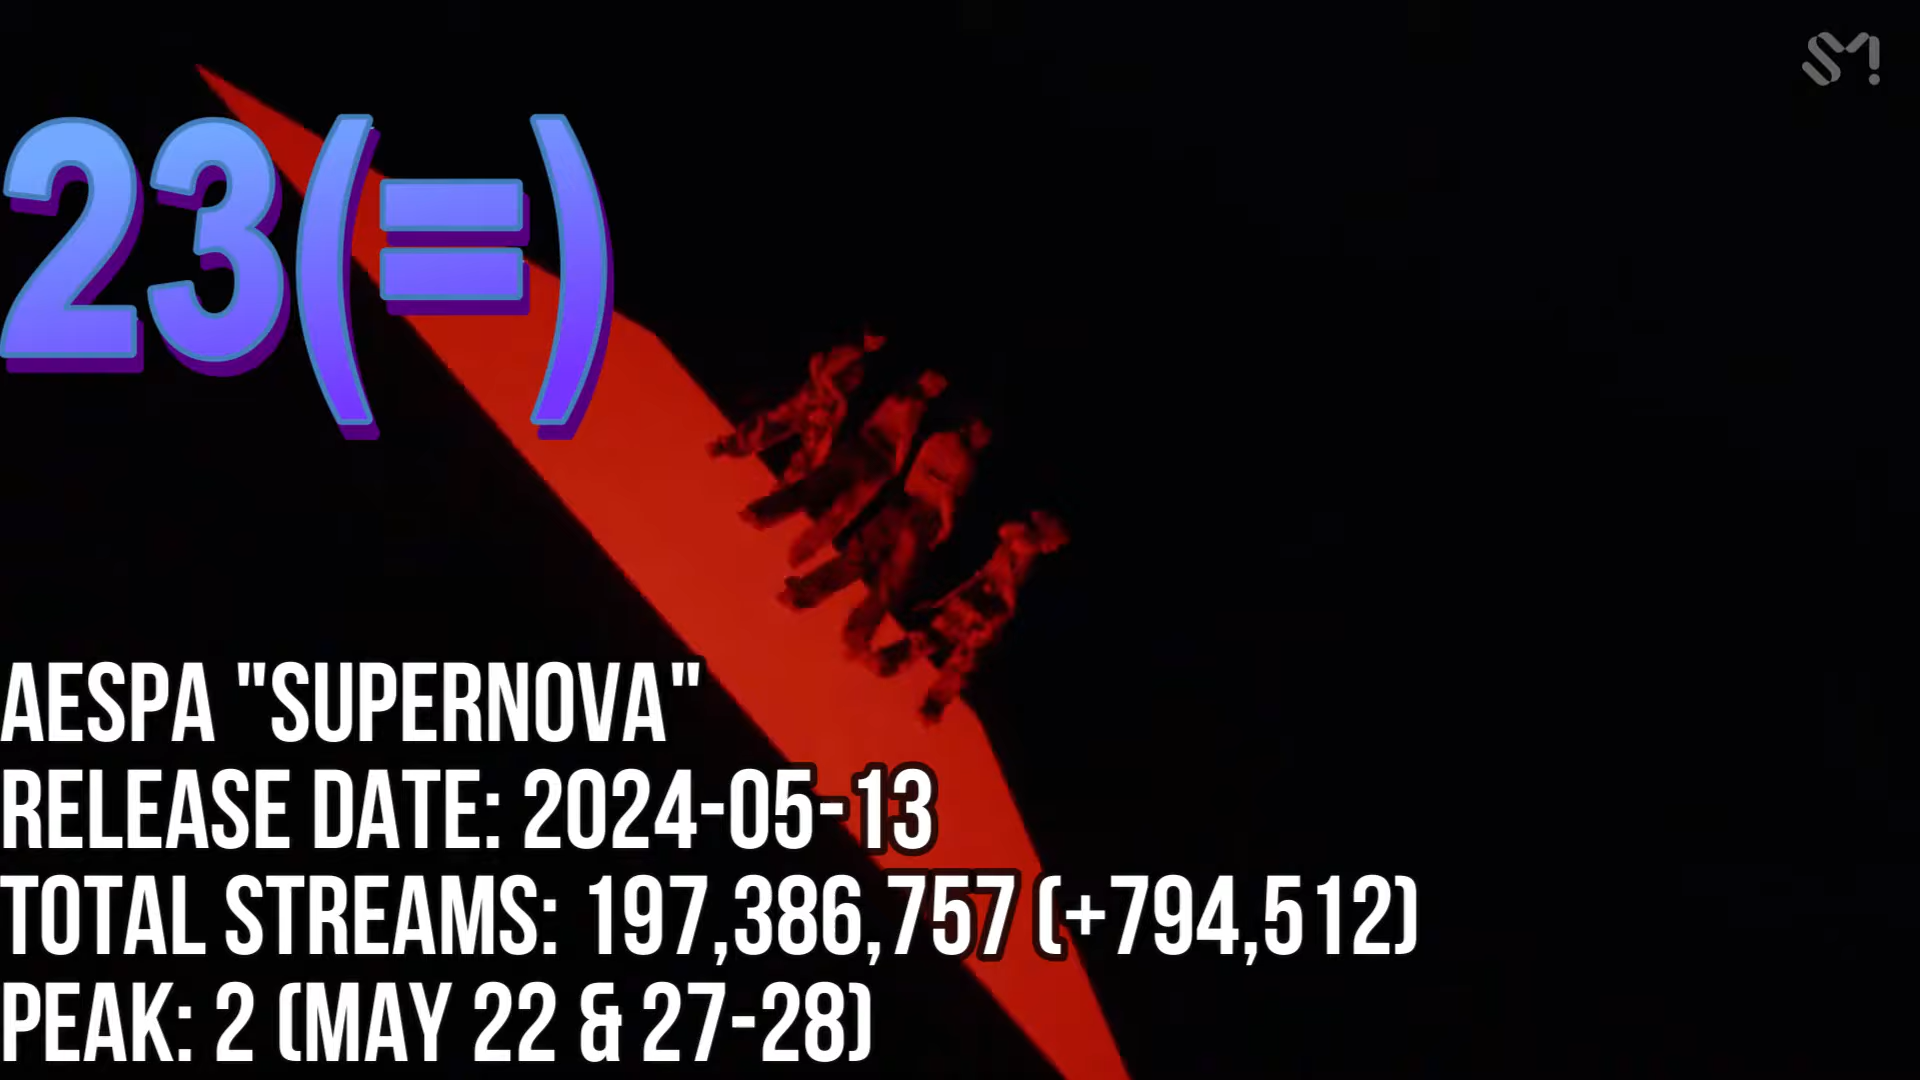 SM
23(=)
AESPA "SUPERNOVA"
RELEASE DATE: 2024-05-13
TOTAL STREAMS: 197,386,757 (+794,512)
PEAK: 2 (MAY 22 & 27-28)